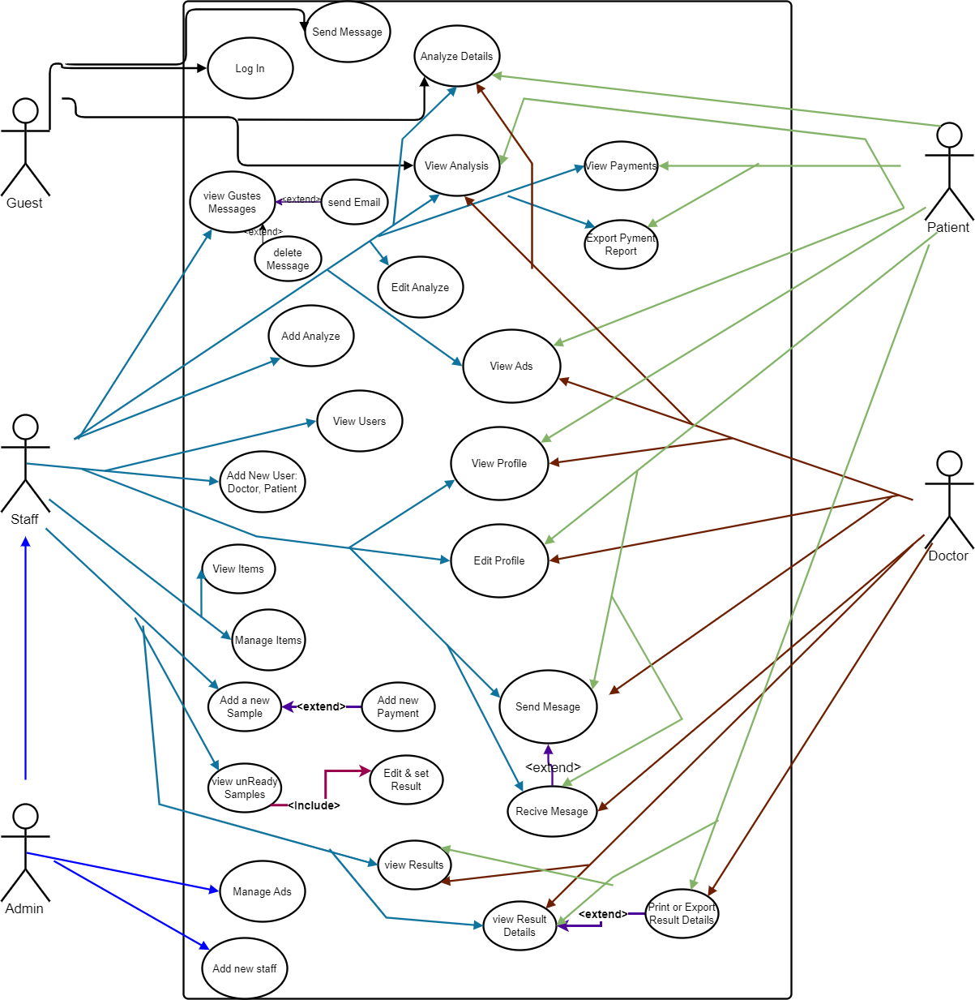 Send Message
Analyze Details
Log In
View Analysis
View Payments
Guest
view Gustes
Messages
<extend>
send Email
Patient
<extend>
delete
Message
Export Pyment
Report
Edit Analyze
Add Analyze
View Ads
View Users
View Profile
Add New User:
Doctor, Patient
Staff
Edit Profile
Doctor
View Items
Manage Items
Add a new
Sample
<extend>
Add new
Payment
Send Mesage
<extend>
view unReady
Samples
Edit & set
Result
<include>
Recive Mesage
view Results
Manage Ads
Admin
Print or Export
Result Details
<extend>
view Result
Details
Add new staff